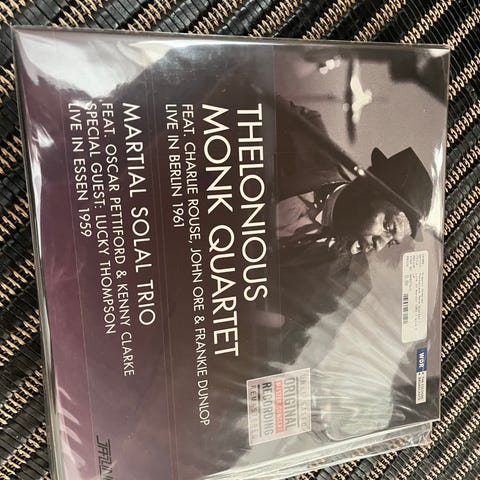 THELONIOUS
MONK QUARTET
FEAT. CHARLIE ROUSE, JOHN ORE & FRANKIE DUNLOP
LIVE IN BERLIN 1961
MARTIAL SOLAL TRIO
FEAT. OSCAR PETTIFORD & KENNY CLARKE
SPECIAL GUEST: LUCKY THOMPSON
LIVE IN ESSEN 1959
WDR
ORIGINAL
RECORDING
REMASTERED